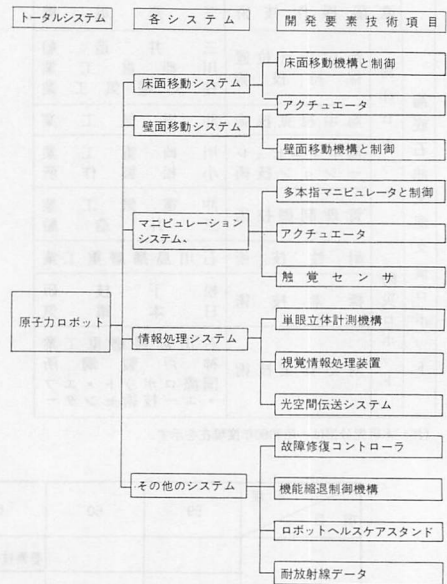 トータルシステム
各システム
開発要素技術項目
床面移動システム
床面移動機構と制御
アクチュエータ
壁面移動システム
壁面移動機構と制御
マニピュレーション
システム、
多本指マニピュレータと制御
アクチュエータ
触覚センサ
原子力ロボット
情報処理システム
単眼立体計測機構
視覚情報処理装置
光空間伝送システム
その他のシステム
故障修復コントローラ
機能縮退制御機構
ロボットヘルスケアスタンド
耐放射線データ